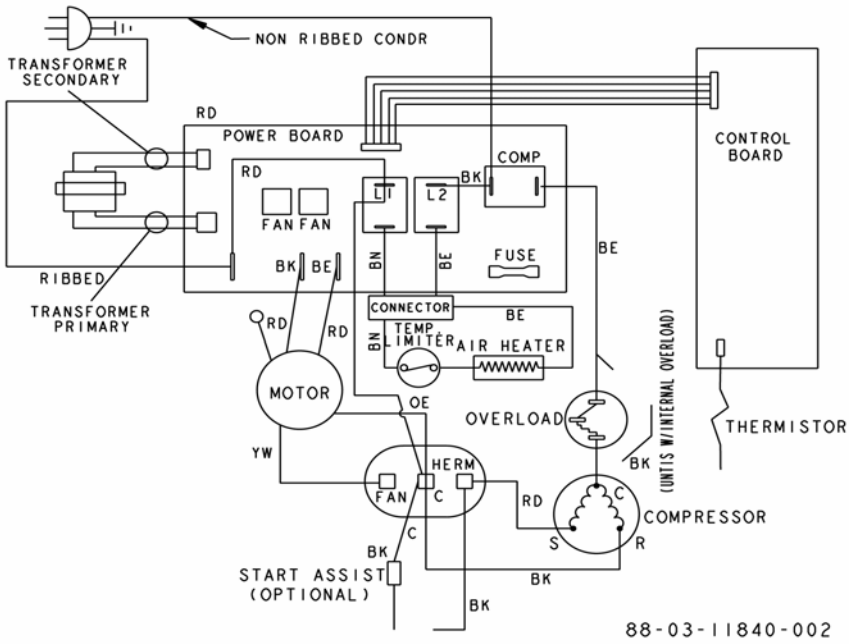 NON RIBBED CONDR
TRANSFORMER
SECONDARY
RD
POWER BOARD
COMP
CONTROL
BOARD
RD
L1
L2
BK
FAN FAN
BN
BE
FUSE
BE
BK
BE
RIBBED
CONNECTOR
TRANSFORMER
PRIMARY
RD
RD
BN
TEMP.
LIMITER
BE
AIR HEATER
MOTOR
OE
OVERLOAD
(UNTIS W/INTERNAL OVERLOAD)
BK
THERMISTOR
YW
HERM
FAN
C
RD
C
COMPRESSOR
S
R
C
BK
START ASSIST
(OPTIONAL)
BK
BK
88-03-11840-002